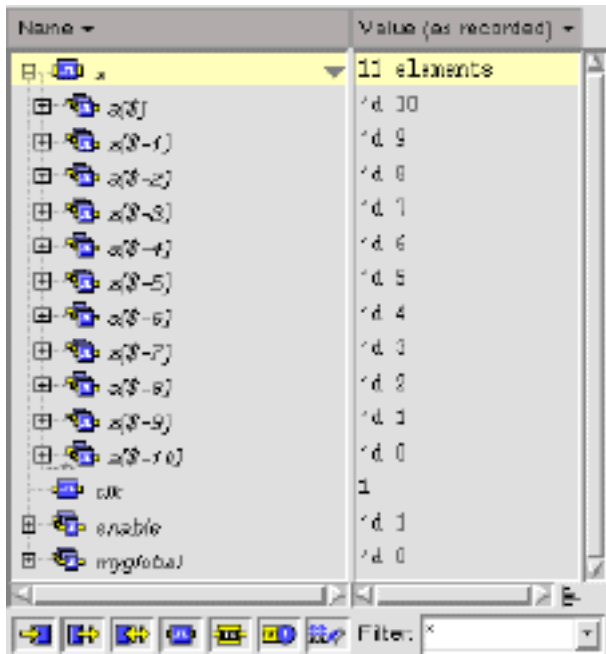 Name Value (as recorded)
a 11 elements
a[$] 'd 10
a[$-1] 'd 9
a[$-2] 'd 8
a[$-3] 'd 7
a[$-4] 'd 6
a[$-5] 'd 5
a[$-6] 'd 4
a[$-7] 'd 3
a[$-8] 'd 2
a[$-9] 'd 1
a[$-10] 'd 0
clk 1
enable 'd 1
myglobal 'd 0
Filter: *